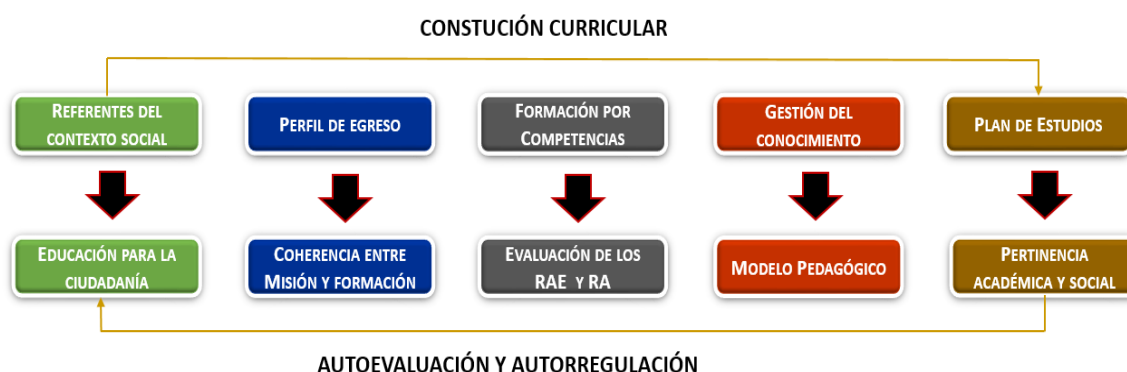 CONSTUCIÓN CURRICULAR
REFERENTES DEL
CONTEXTO SOCIAL
PERFIL DE EGRESO
FORMACIÓN POR
COMPETENCIAS
GESTIÓN DEL
CONOCIMIENTO
PLAN DE ESTUDIOS
EDUCACIÓN PARA LA
CIUDADANÍA
COHERENCIA ENTRE
MISIÓN Y FORMACIÓN
EVALUACIÓN DE LOS
RAE Y RA
MODELO PEDAGÓGICO
PERTINENCIA
ACADÉMICA Y SOCIAL
AUTOEVALUACIÓN Y AUTORREGULACIÓN